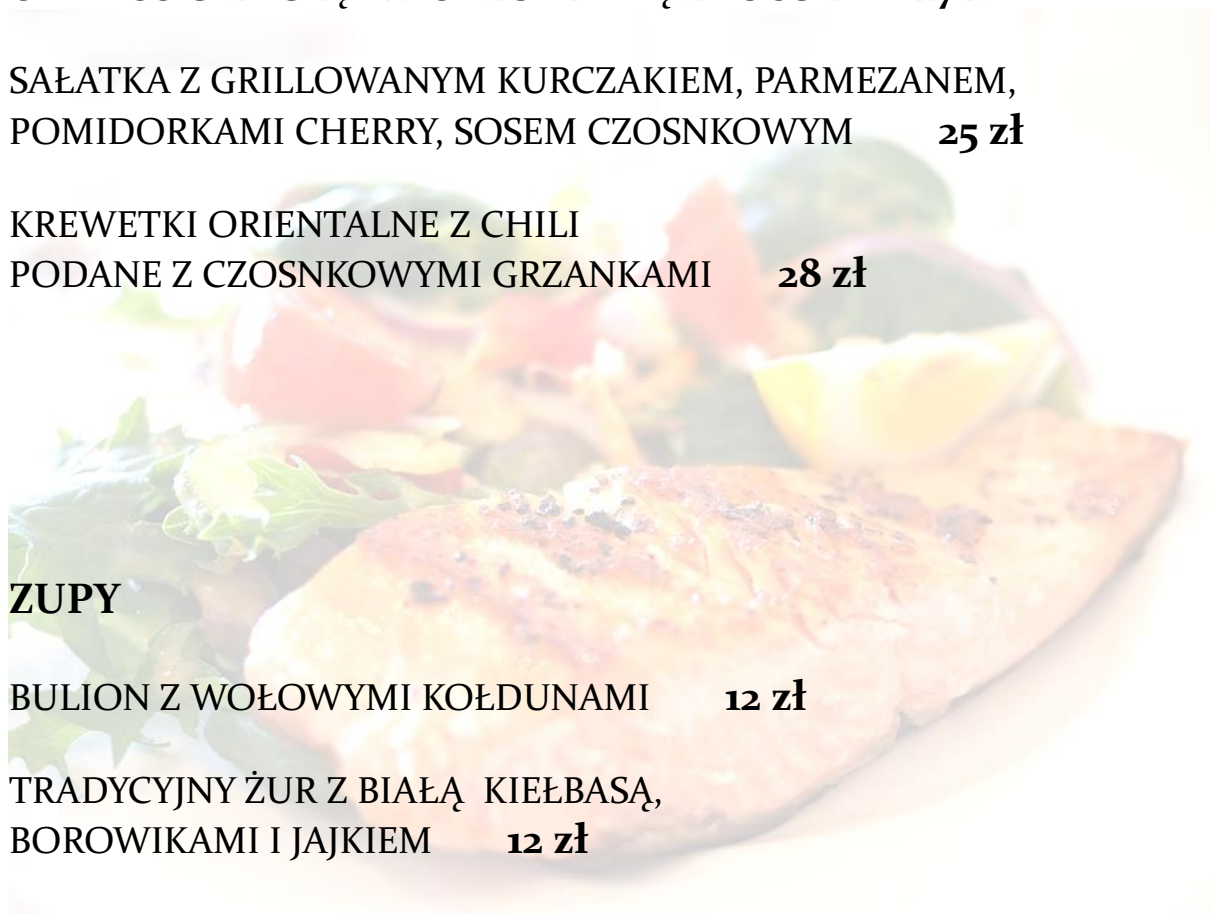 SAŁATKA Z GRILLOWANYM KURCZAKIEM, PARMEZANEM,
POMIDORKAMI CHERRY, SOSEM CZOSNKOWYM 25 zł
KREWETKI ORIENTALNE Z CHILI
PODANE Z CZOSNKOWYMI GRZANKAMI 28 zł
ZUPY
BULION Z WOŁOWYMI KOŁDUNAMI 12 zł
TRADYCYJNY ŻUR Z BIAŁĄ KIEŁBASĄ,
BOROWIKAMI I JAJKIEM 12 zł